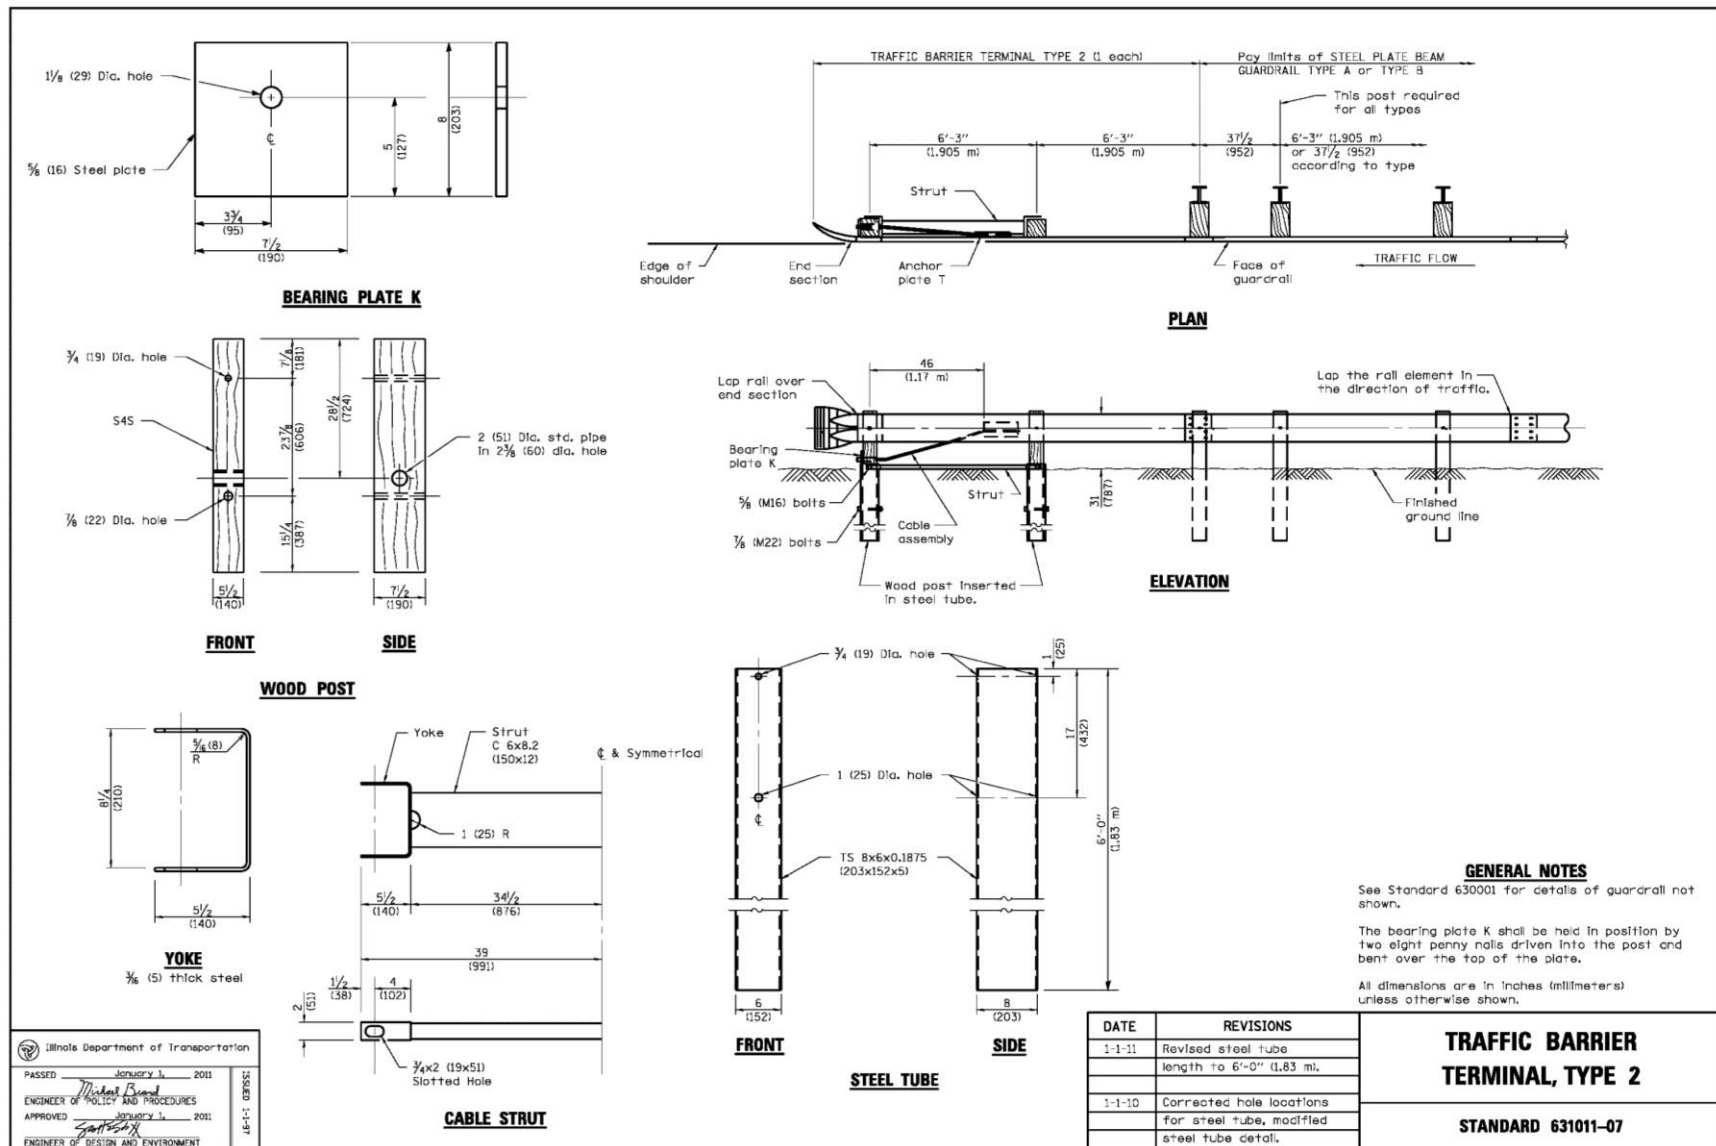 1⅛ (29) Dia. hole
℄
5
(127)
8
(203)
⅝ (16) Steel plate
3¾
(95)
7½
(190)
BEARING PLATE K
TRAFFIC BARRIER TERMINAL TYPE 2 (1 each)
Pay limits of STEEL PLATE BEAM
GUARDRAIL TYPE A or TYPE B
This post required
for all types
6'-3"
(1.905 m)
6'-3"
(1.905 m)
37½
(952)
6'-3" (1.905 m)
or 37½ (952)
according to type
Strut
Edge of
shoulder
End
section
Anchor
plate T
Face of
guardrail
TRAFFIC FLOW
PLAN
¾ (19) Dia. hole
S4S
⅞ (22) Dia. hole
7⅛
(181)
23⅞
(606)
15¼
(387)
28½
(724)
2 (51) Dia. std. pipe
in 2⅜ (60) dia. hole
5½
(140)
7½
(190)
FRONT
SIDE
WOOD POST
46
(1.17 m)
Lap rail over
end section
Lap the rail element in
the direction of traffic.
Bearing
plate K
⅝ (M16) bolts
⅞ (M22) bolts
Strut
Cable
assembly
31
(787)
Finished
ground line
Wood post inserted
in steel tube.
ELEVATION
5/16 (8)
R
8¼
(210)
5½
(140)
YOKE
3/16 (5) thick steel
Yoke
Strut
C 6x8.2
(150x12)
℄ & Symmetrical
1 (25) R
5½
(140)
34½
(876)
39
(991)
1½
(38)
4
(102)
2
(51)
¾x2 (19x51)
Slotted Hole
CABLE STRUT
¾ (19) Dia. hole
1
(25)
17
(432)
1 (25) Dia. hole
℄
6'-0"
(1.83 m)
TS 8x6x0.1875
(203x152x5)
6
(152)
8
(203)
FRONT
SIDE
STEEL TUBE
GENERAL NOTES
See Standard 630001 for details of guardrail not
shown.
The bearing plate K shall be held in position by
two eight penny nails driven into the post and
bent over the top of the plate.
All dimensions are in inches (millimeters)
unless otherwise shown.
Illinois Department of Transportation
PASSED January 1, 2011
ENGINEER OF POLICY AND PROCEDURES
APPROVED January 1, 2011
ENGINEER OF DESIGN AND ENVIRONMENT
ISSUED 1-1-97
DATE REVISIONS
1-1-11 Revised steel tube
length to 6'-0" (1.83 m).
1-1-10 Corrected hole locations
for steel tube, modified
steel tube detail.
TRAFFIC BARRIER
TERMINAL, TYPE 2
STANDARD 631011–07